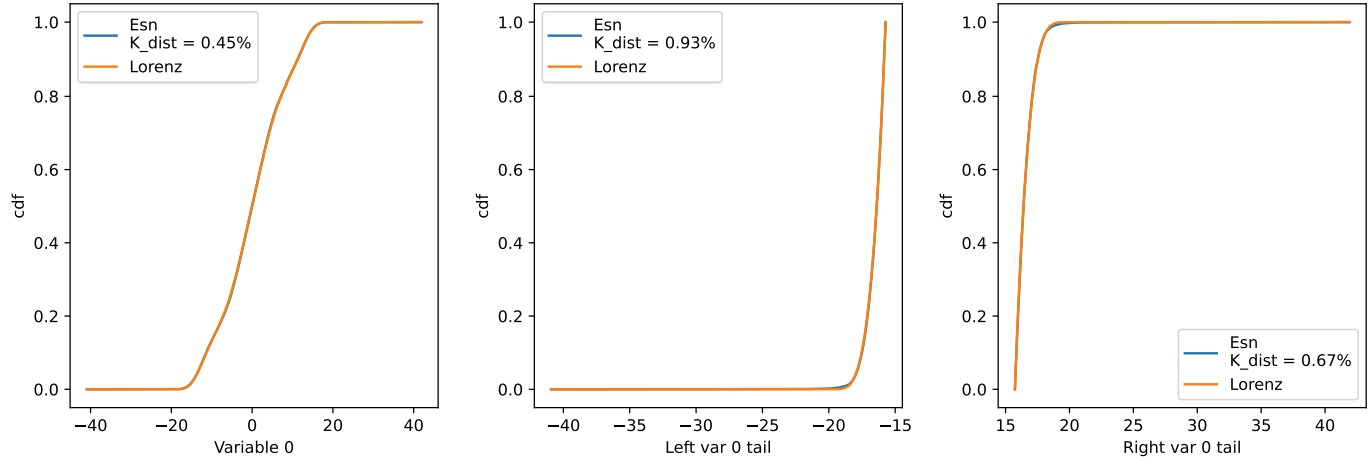 1.0
0.8
0.6
0.4
0.2
0.0
cdf
Esn
K_dist = 0.45%
Lorenz
−40
−20
0
20
40
Variable 0
1.0
0.8
0.6
0.4
0.2
0.0
cdf
Esn
K_dist = 0.93%
Lorenz
−40
−35
−30
−25
−20
−15
Left var 0 tail
1.0
0.8
0.6
0.4
0.2
0.0
cdf
Esn
K_dist = 0.67%
Lorenz
15
20
25
30
35
40
Right var 0 tail